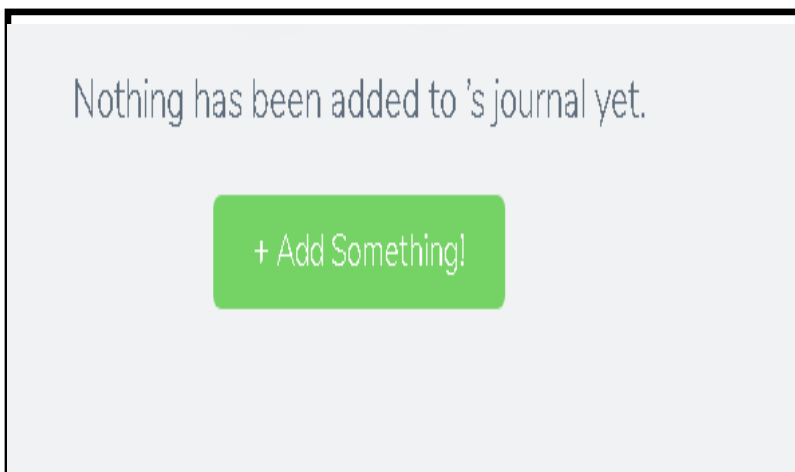 Nothing has been added to ’s journal yet.
+ Add Something!